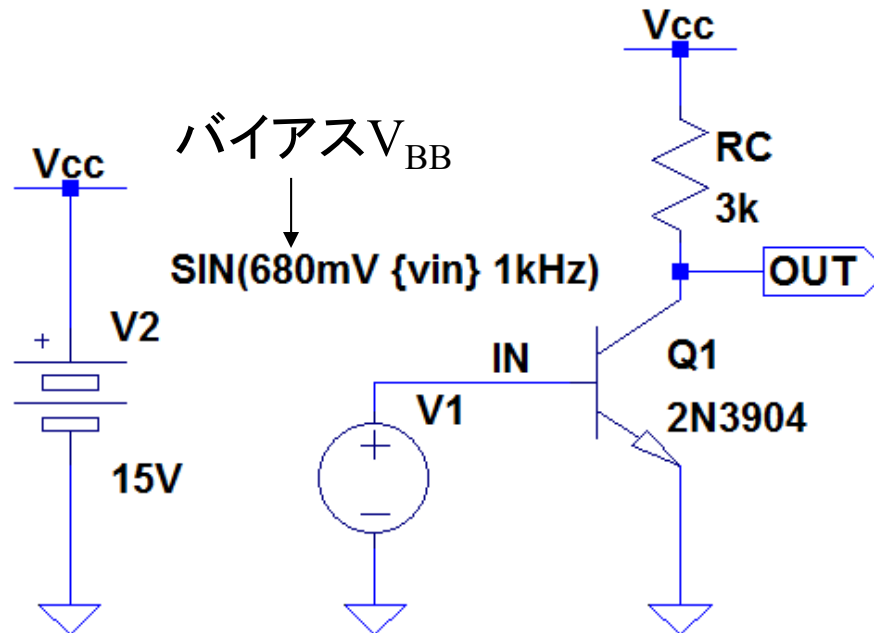 Vcc
バイアスVBB
Vcc
RC
3k
SIN(680mV {vin} 1kHz)
OUT
+
V2
IN
Q1
V1
2N3904
+
15V
−